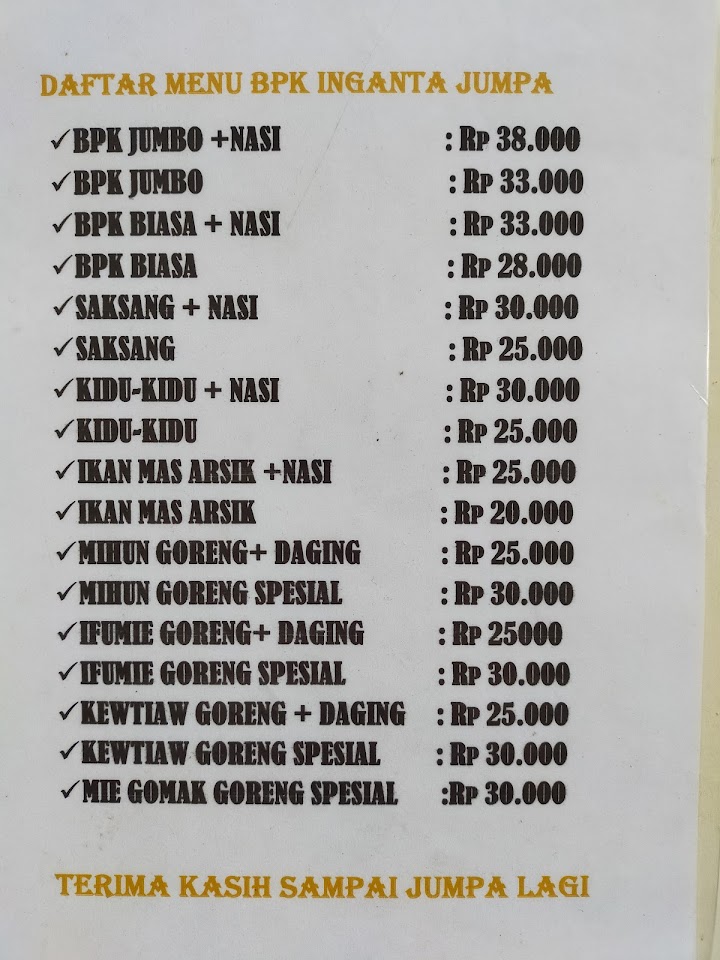 DAFTAR MENU BPK INGANTA JUMPA
✓BPK JUMBO +NASI : Rp 38.000
✓BPK JUMBO : Rp 33.000
✓BPK BIASA + NASI : Rp 33.000
✓BPK BIASA : Rp 28.000
✓SAKSANG + NASI : Rp 30.000
✓SAKSANG : Rp 25.000
✓KIDU-KIDU + NASI : Rp 30.000
✓KIDU-KIDU : Rp 25.000
✓IKAN MAS ARSIK +NASI : Rp 25.000
✓IKAN MAS ARSIK : Rp 20.000
✓MIHUN GORENG+ DAGING : Rp 25.000
✓MIHUN GORENG SPESIAL : Rp 30.000
✓IFUMIE GORENG+ DAGING : Rp 25000
✓IFUMIE GORENG SPESIAL : Rp 30.000
✓KEWTIAW GORENG + DAGING : Rp 25.000
✓KEWTIAW GORENG SPESIAL : Rp 30.000
✓MIE GOMAK GORENG SPESIAL :Rp 30.000
TERIMA KASIH SAMPAI JUMPA LAGI